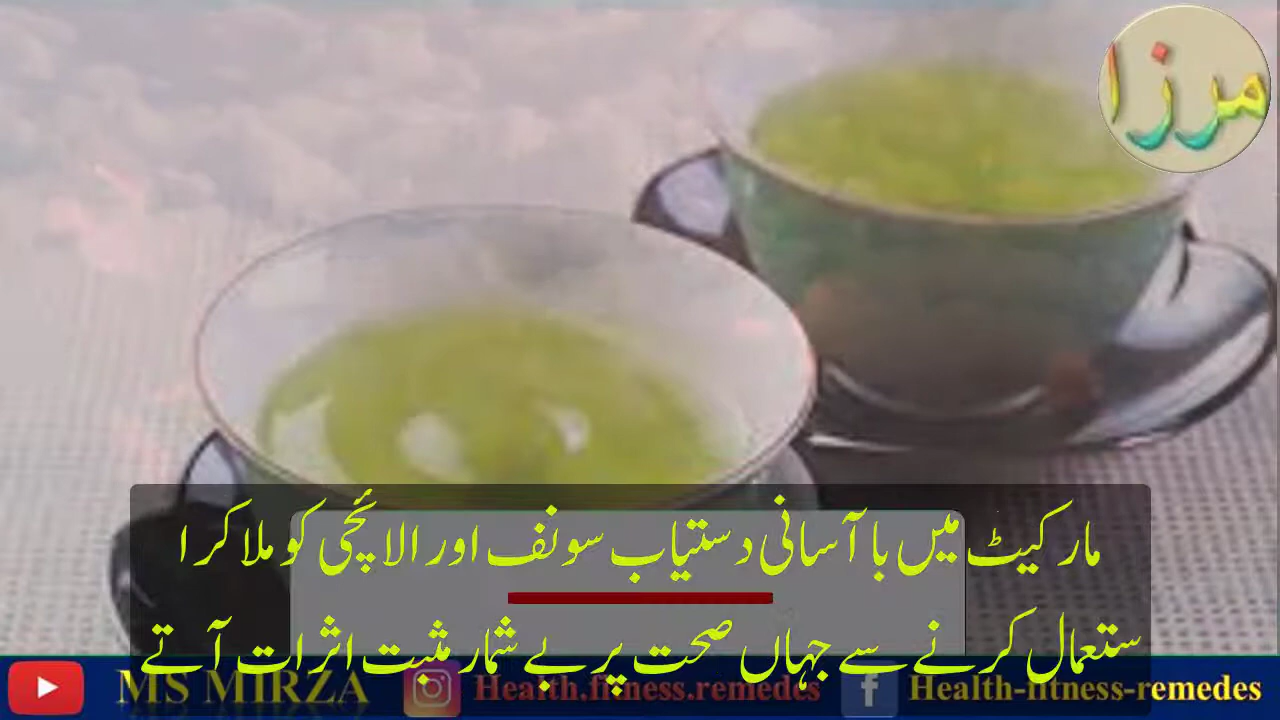 مرزا
مارکیٹ میں باآسانی دستیاب سونف اور الائچی کو ملا کر ا
ستعمال کرنے سے جہاں صحت پر بے شمار مثبت اثرات آتے
MS MIRZA Health.fitness.remedes Health-fitness-remedes